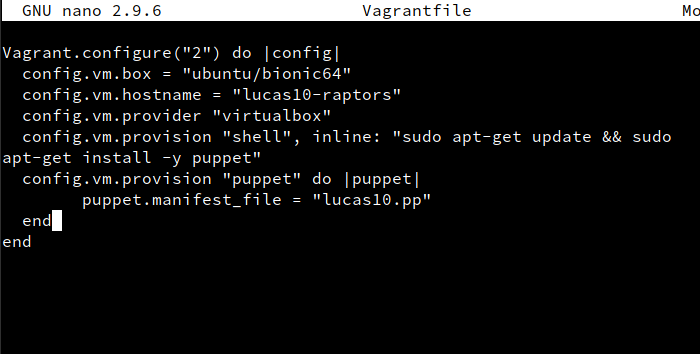 GNU nano 2.9.6 Vagrantfile Mo
Vagrant.configure("2") do |config|
  config.vm.box = "ubuntu/bionic64"
  config.vm.hostname = "lucas10-raptors"
  config.vm.provider "virtualbox"
  config.vm.provision "shell", inline: "sudo apt-get update && sudo
apt-get install -y puppet"
  config.vm.provision "puppet" do |puppet|
        puppet.manifest_file = "lucas10.pp"
  end
end